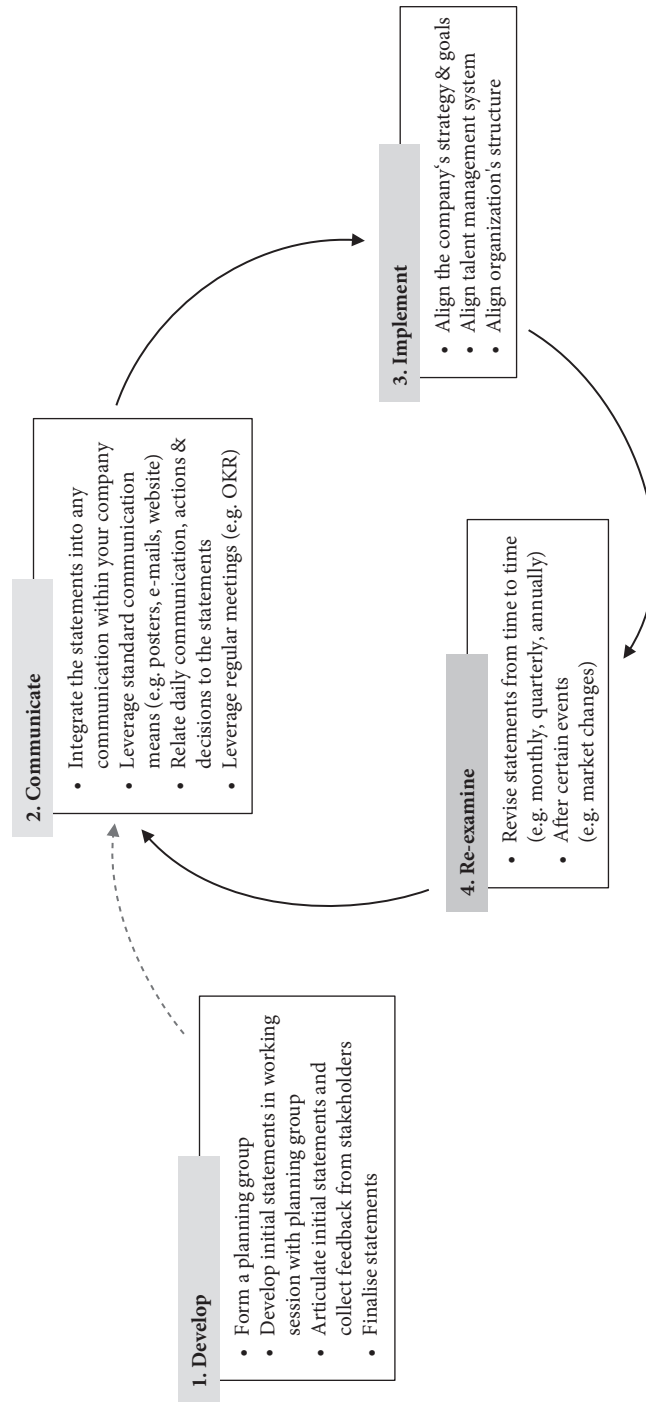 1. Develop
• Form a planning group
• Develop initial statements in working
session with planning group
• Articulate initial statements and
collect feedback from stakeholders
• Finalise statements
2. Communicate
• Integrate the statements into any
communication within your company
• Leverage standard communication
means (e.g. posters, e-mails, website)
• Relate daily communication, actions &
decisions to the statements
• Leverage regular meetings (e.g. OKR)
3. Implement
• Align the company‘s strategy & goals
• Align talent management system
• Align organization's structure
4. Re-examine
• Revise statements from time to time
(e.g. monthly, quarterly, annually)
• After certain events
(e.g. market changes)